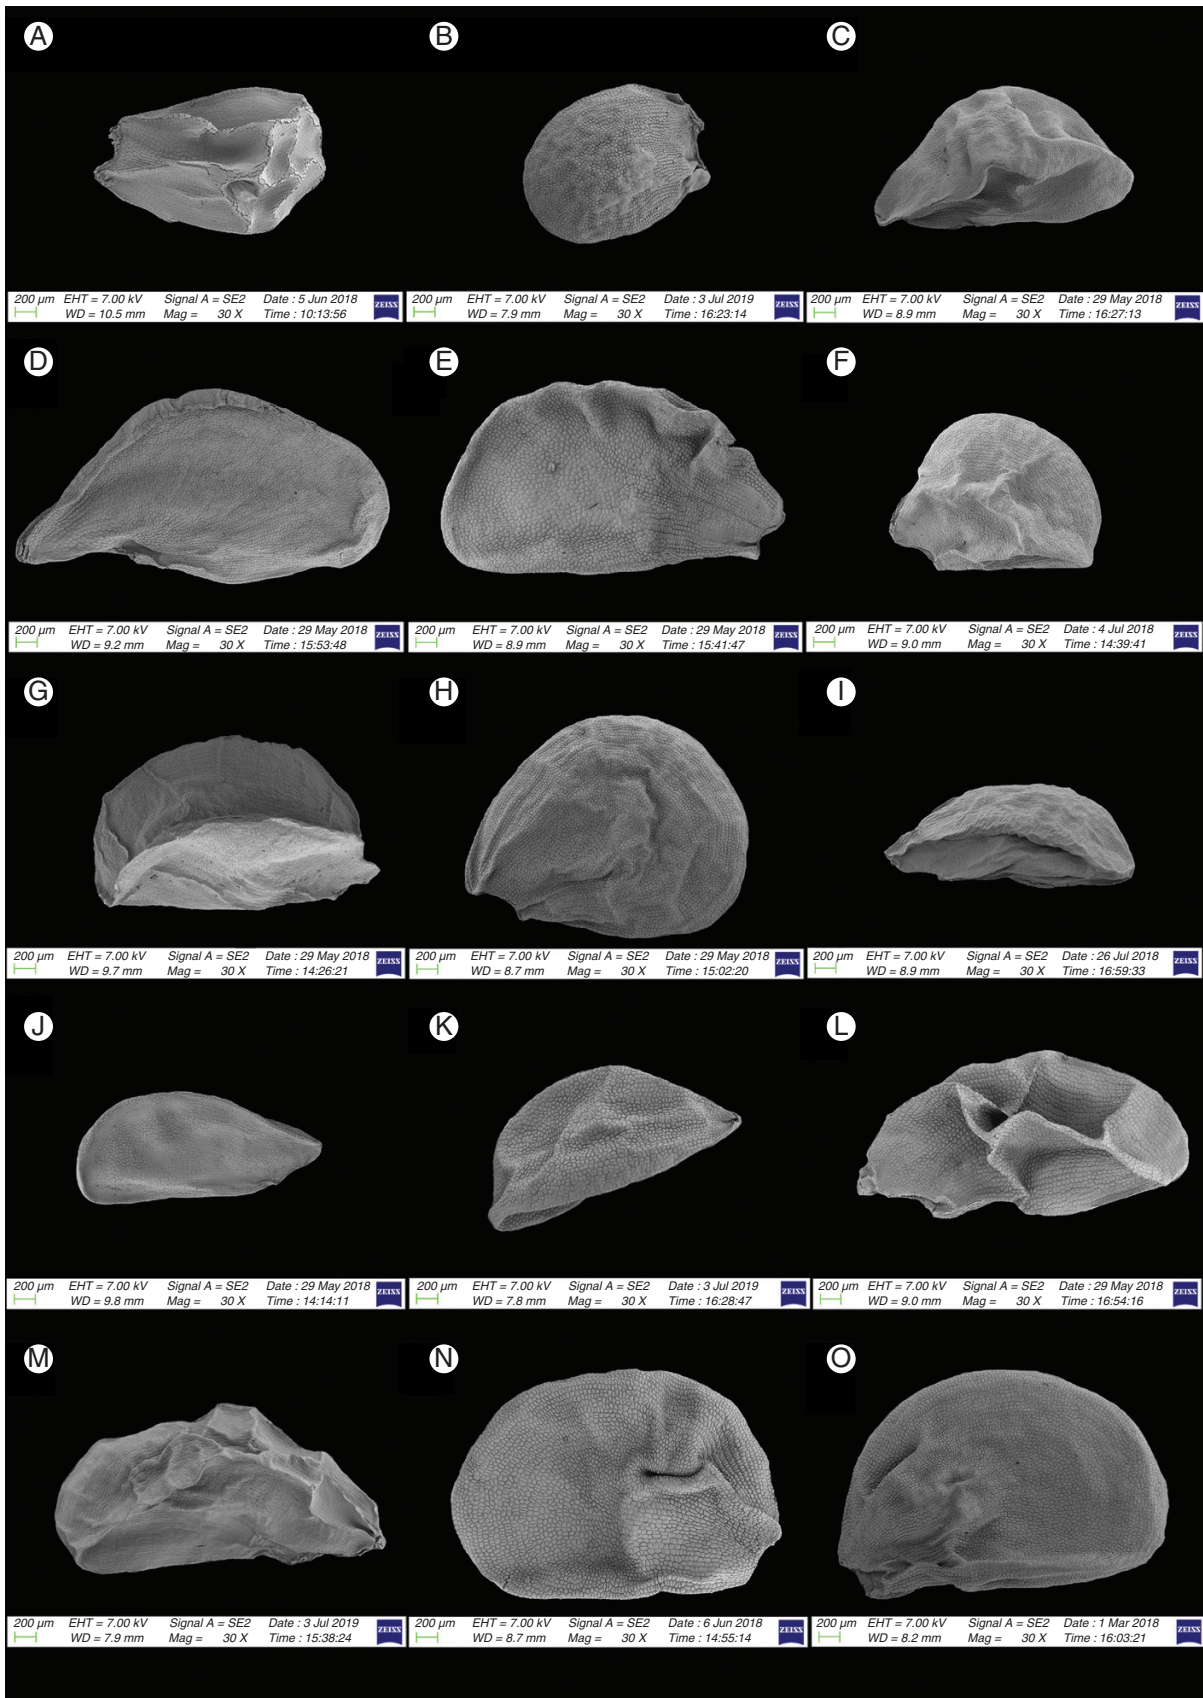 A
B
C
200 µm EHT = 7.00 kV Signal A = SE2 Date : 5 Jun 2018 ZEISS
WD = 10.5 mm Mag = 30 X Time : 10:13:56
200 µm EHT = 7.00 kV Signal A = SE2 Date : 3 Jul 2019 ZEISS
WD = 7.9 mm Mag = 30 X Time : 16:23:14
200 µm EHT = 7.00 kV Signal A = SE2 Date : 29 May 2018 ZEISS
WD = 8.9 mm Mag = 30 X Time : 16:27:13
D
E
F
200 µm EHT = 7.00 kV Signal A = SE2 Date : 29 May 2018 ZEISS
WD = 9.2 mm Mag = 30 X Time : 15:53:48
200 µm EHT = 7.00 kV Signal A = SE2 Date : 29 May 2018 ZEISS
WD = 8.9 mm Mag = 30 X Time : 15:41:47
200 µm EHT = 7.00 kV Signal A = SE2 Date : 4 Jul 2018 ZEISS
WD = 9.0 mm Mag = 30 X Time : 14:39:41
G
H
I
200 µm EHT = 7.00 kV Signal A = SE2 Date : 29 May 2018 ZEISS
WD = 9.7 mm Mag = 30 X Time : 14:26:21
200 µm EHT = 7.00 kV Signal A = SE2 Date : 29 May 2018 ZEISS
WD = 8.7 mm Mag = 30 X Time : 15:02:20
200 µm EHT = 7.00 kV Signal A = SE2 Date : 26 Jul 2018 ZEISS
WD = 8.9 mm Mag = 30 X Time : 16:59:33
J
K
L
200 µm EHT = 7.00 kV Signal A = SE2 Date : 29 May 2018 ZEISS
WD = 9.8 mm Mag = 30 X Time : 14:14:11
200 µm EHT = 7.00 kV Signal A = SE2 Date : 3 Jul 2019 ZEISS
WD = 7.8 mm Mag = 30 X Time : 16:28:47
200 µm EHT = 7.00 kV Signal A = SE2 Date : 29 May 2018 ZEISS
WD = 9.0 mm Mag = 30 X Time : 16:54:16
M
N
O
200 µm EHT = 7.00 kV Signal A = SE2 Date : 3 Jul 2019 ZEISS
WD = 7.9 mm Mag = 30 X Time : 15:38:24
200 µm EHT = 7.00 kV Signal A = SE2 Date : 6 Jun 2018 ZEISS
WD = 8.7 mm Mag = 30 X Time : 14:55:14
200 µm EHT = 7.00 kV Signal A = SE2 Date : 1 Mar 2018 ZEISS
WD = 8.2 mm Mag = 30 X Time : 16:03:21